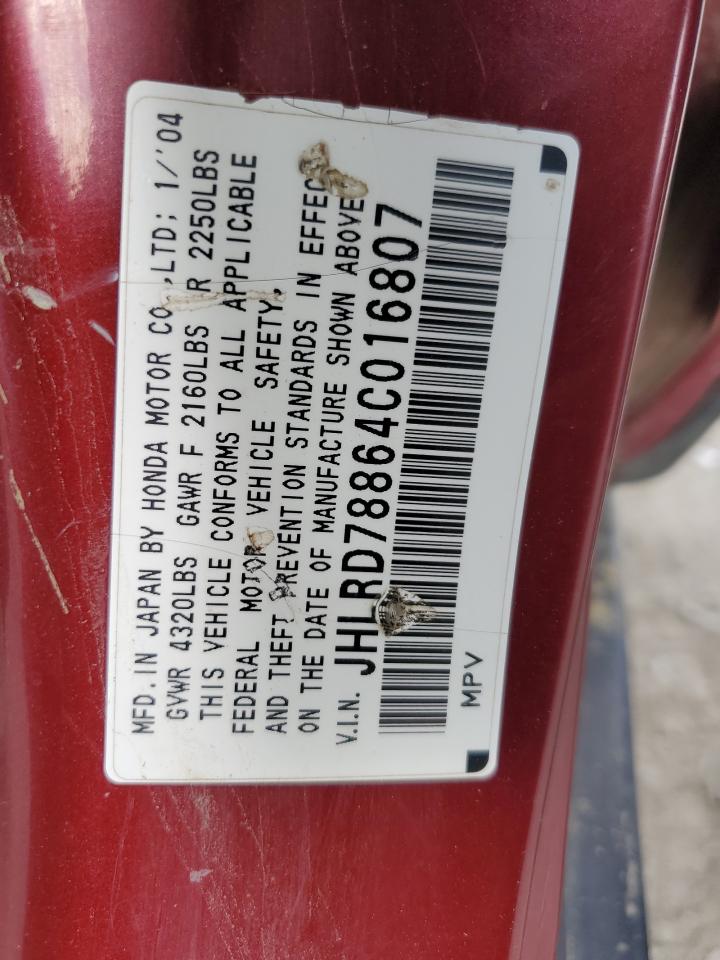 MFD. IN JAPAN BY HONDA MOTOR CO.,LTD; 1/'04
GVWR 4320LBS GAWR F 2160LBS R 2250LBS
THIS VEHICLE CONFORMS TO ALL APPLICABLE
FEDERAL MOTOR VEHICLE SAFETY,
AND THEFT PREVENTION STANDARDS IN EFFECT
ON THE DATE OF MANUFACTURE SHOWN ABOVE
V.I.N. JHLRD78864C016807
MPV